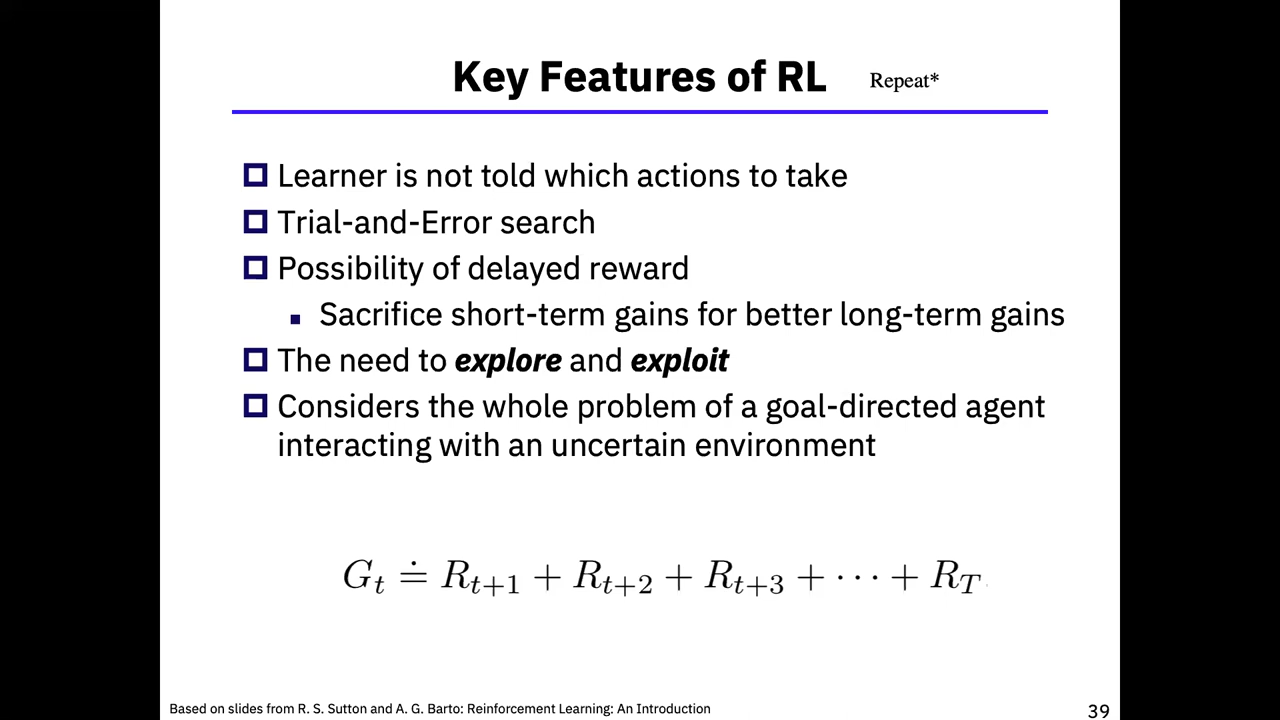 Key Features of RL Repeat*
Learner is not told which actions to take
Trial-and-Error search
Possibility of delayed reward
Sacrifice short-term gains for better long-term gains
The need to explore and exploit
Considers the whole problem of a goal-directed agent
interacting with an uncertain environment
G_t ≐ R_{t+1} + R_{t+2} + R_{t+3} + ⋯ + R_T
Based on slides from R. S. Sutton and A. G. Barto: Reinforcement Learning: An Introduction
39